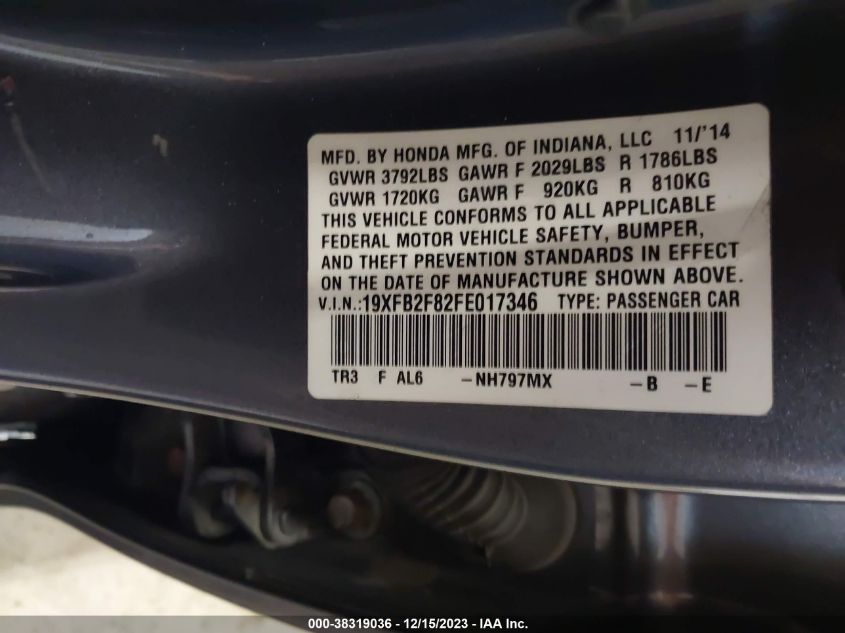 MFD. BY HONDA MFG. OF INDIANA, LLC 11/'14
GVWR 3792LBS GAWR F 2029LBS R 1786LBS
GVWR 1720KG GAWR F 920KG R 810KG
THIS VEHICLE CONFORMS TO ALL APPLICABLE
FEDERAL MOTOR VEHICLE SAFETY, BUMPER,
AND THEFT PREVENTION STANDARDS IN EFFECT
ON THE DATE OF MANUFACTURE SHOWN ABOVE.
V.I.N.:19XFB2F82FE017346 TYPE: PASSENGER CAR
TR3 F AL6 -NH797MX -B -E
000-38319036 - 12/15/2023 - IAA Inc.